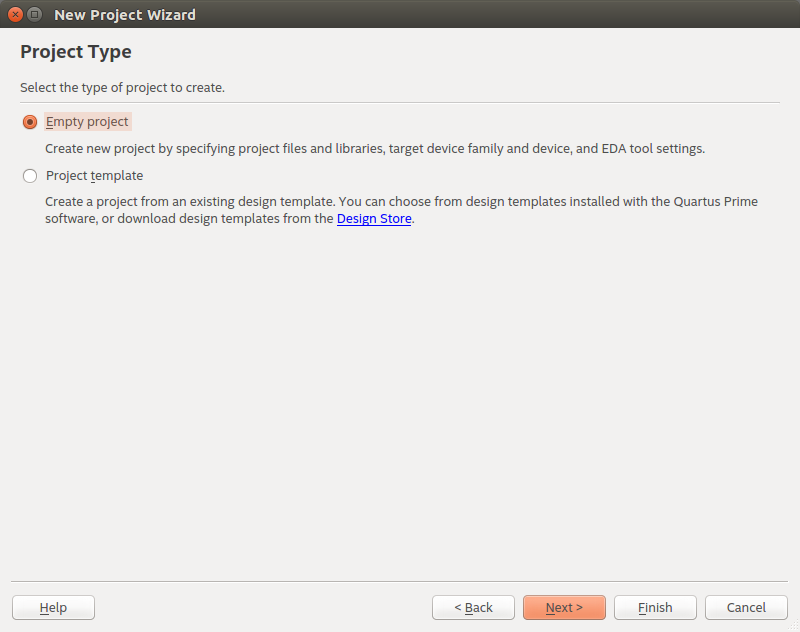 New Project Wizard
Project Type
Select the type of project to create.
Empty project
Create new project by specifying project files and libraries, target device family and device, and EDA tool settings.
Project template
Create a project from an existing design template. You can choose from design templates installed with the Quartus Prime
software, or download design templates from the Design Store.
Help
< Back
Next >
Finish
Cancel